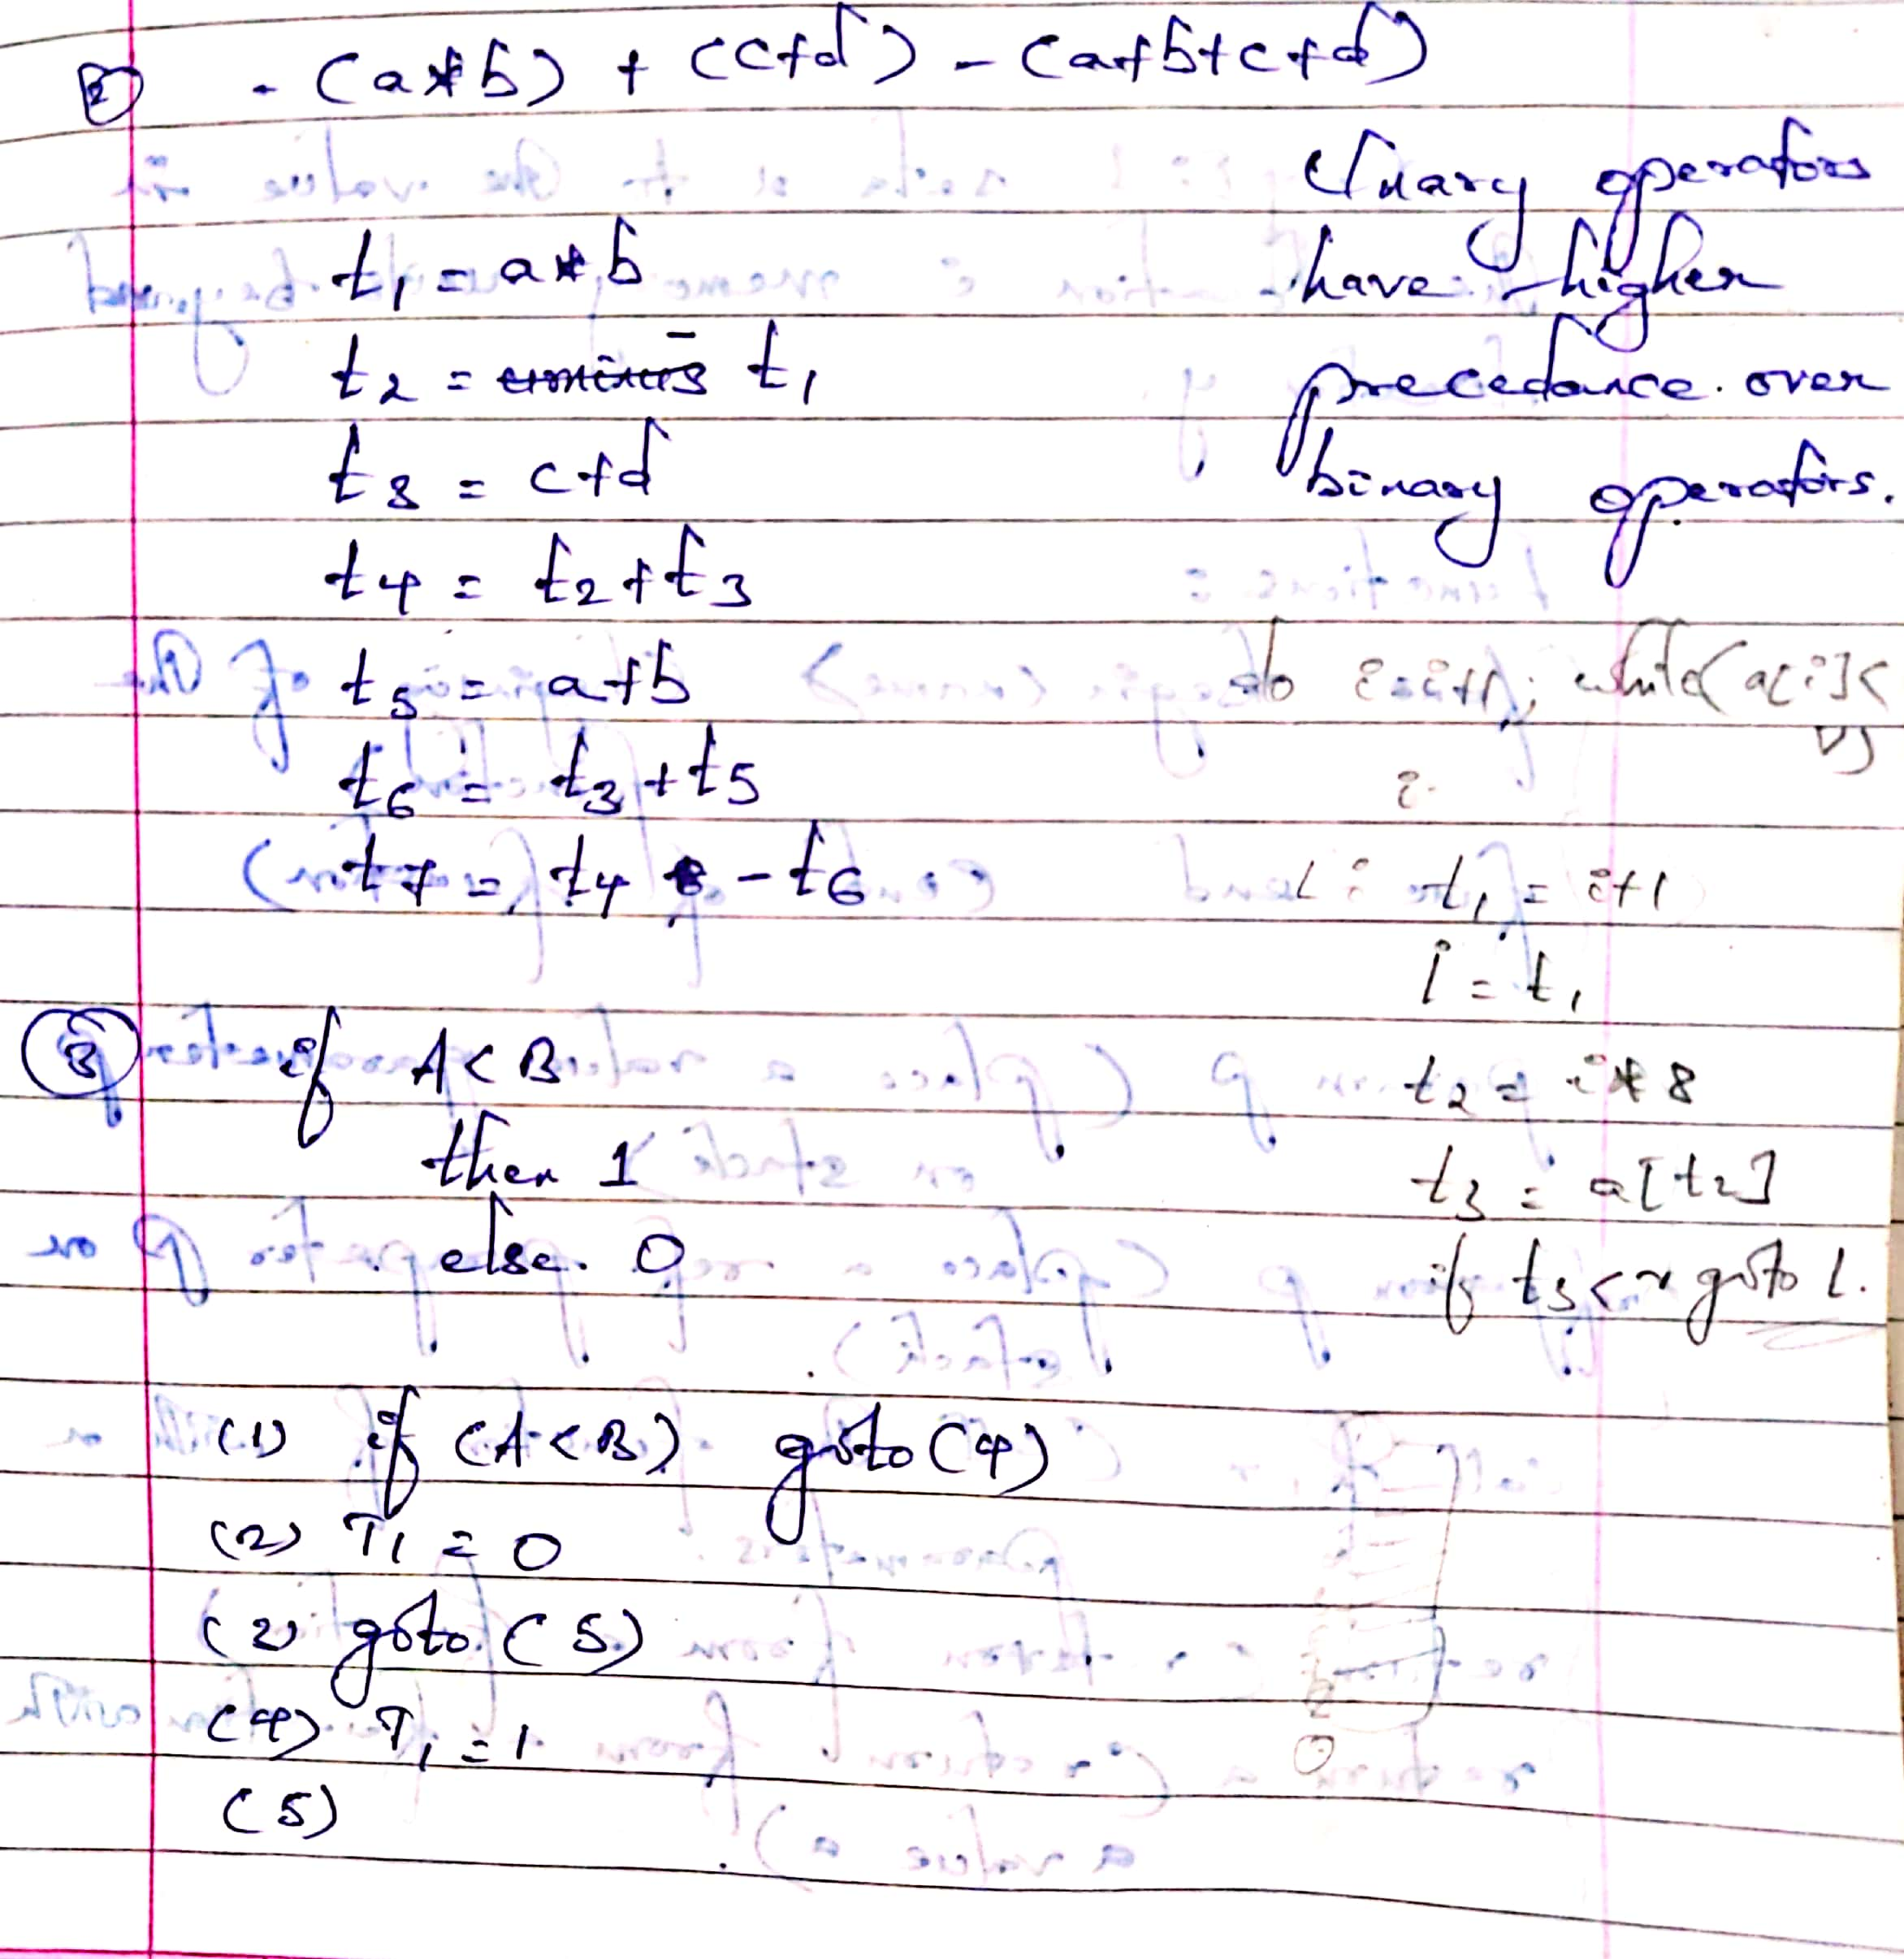 2 - (a*b) + (c+d) - (a+b+c+d)
Unary operators
have higher
precedance over
binary operators.
t1 = a*b
t2 = - t1
t3 = c+d
t4 = t2+t3
t5 = a+b
t6 = t3+t5
t7 = t4 - t6
do i=i+1; while(a[i]<
v)
i
L: t1 = i+1
i = t1
t2 = i*8
t3 = a[t2]
if t3<v goto L.
3 if A<B
then 1
else 0
(1) if (A<B) goto (4)
(2) T1 = 0
(3) goto (5)
(4) T1 = 1
(5)